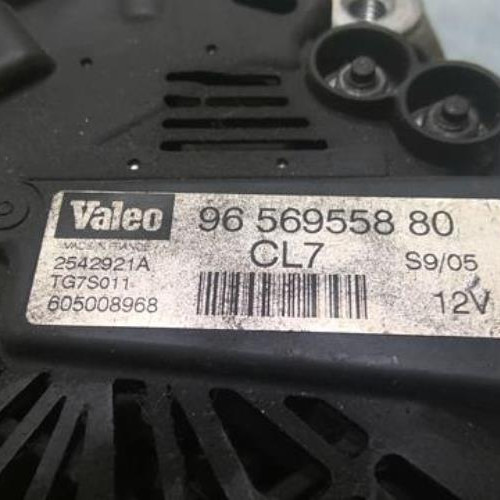 Valeo 96 569558 80
MADE IN FRANCE CL7 S9/05
2542921A
TG7S011
605008968 12V